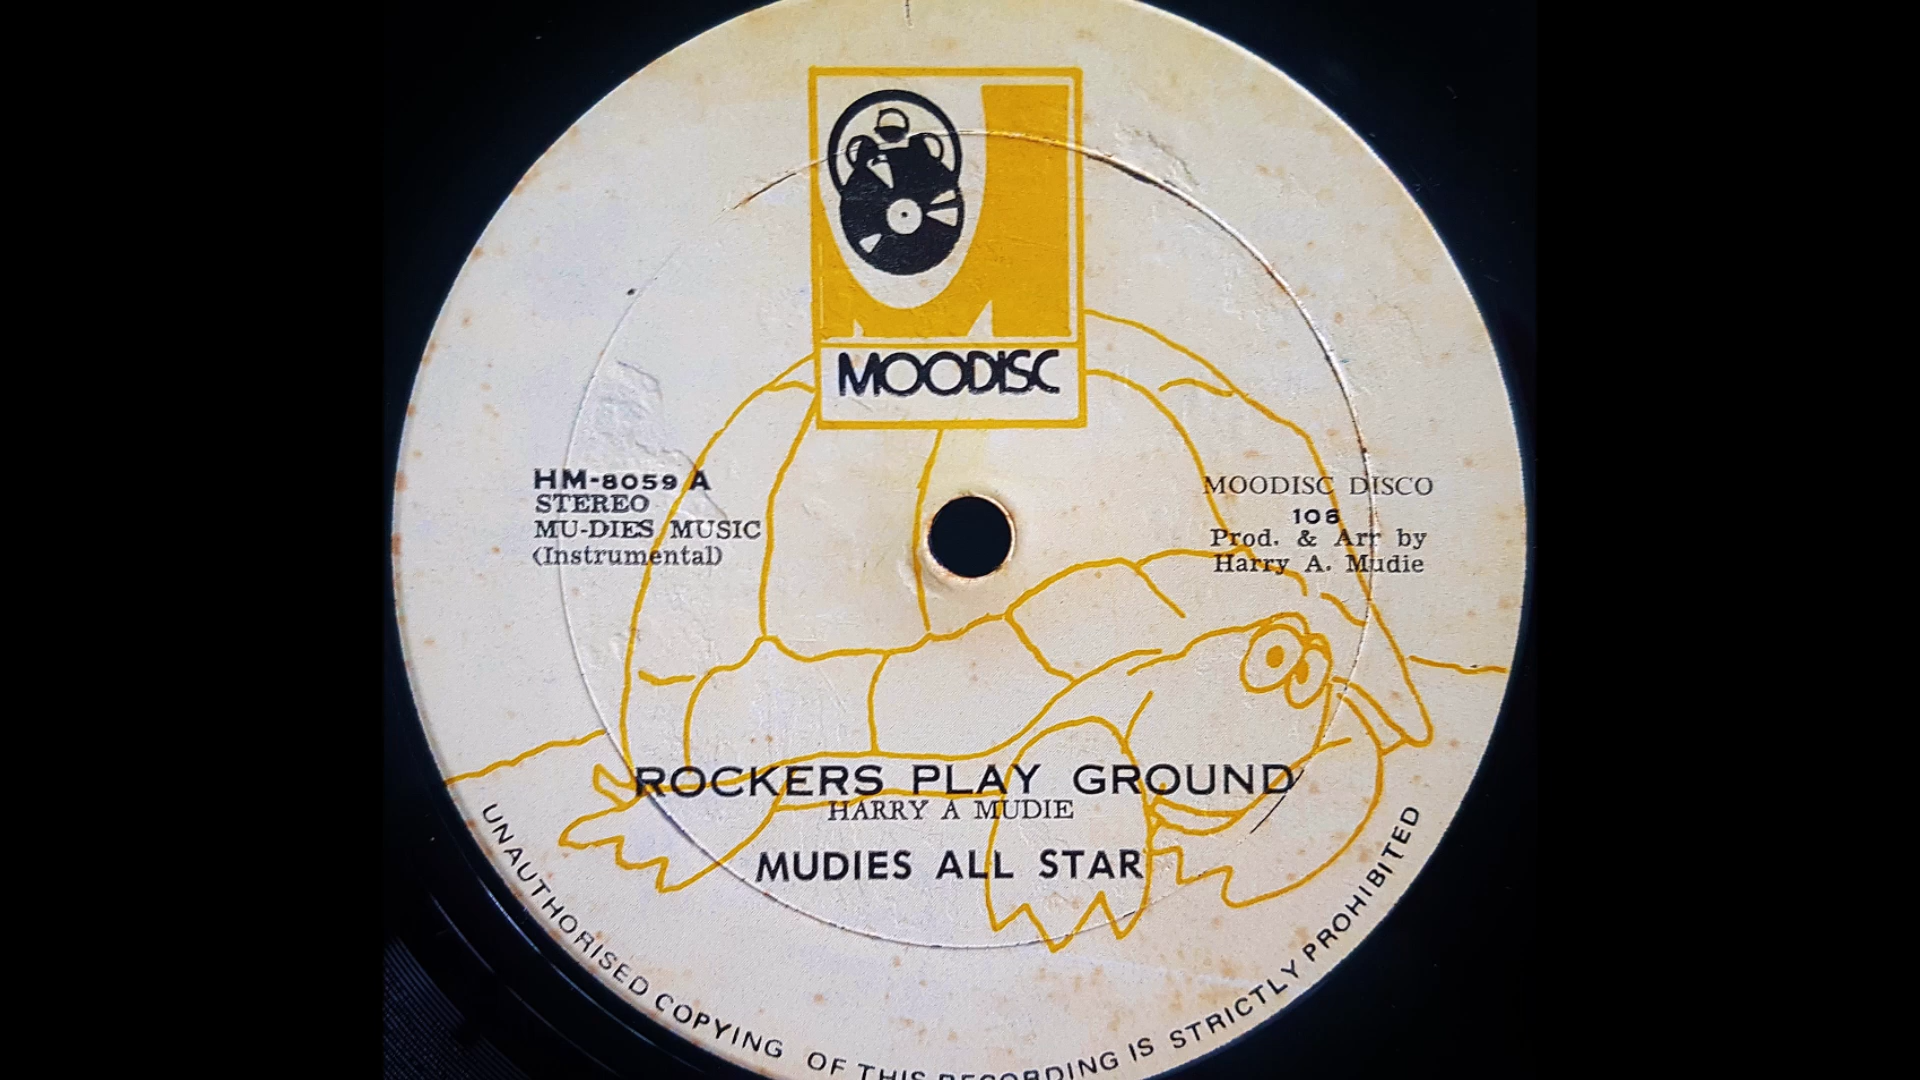 MOODISC
HM-8059 A
STEREO
MU-DIES MUSIC
(Instrumental)
MOODISC DISCO
106
Prod. & Arr by
Harry A. Mudie
ROCKERS PLAY GROUND
HARRY A MUDIE
MUDIES ALL STAR
UNAUTHORISED COPYING OF THIS RECORDING IS STRICTLY PROHIBITED